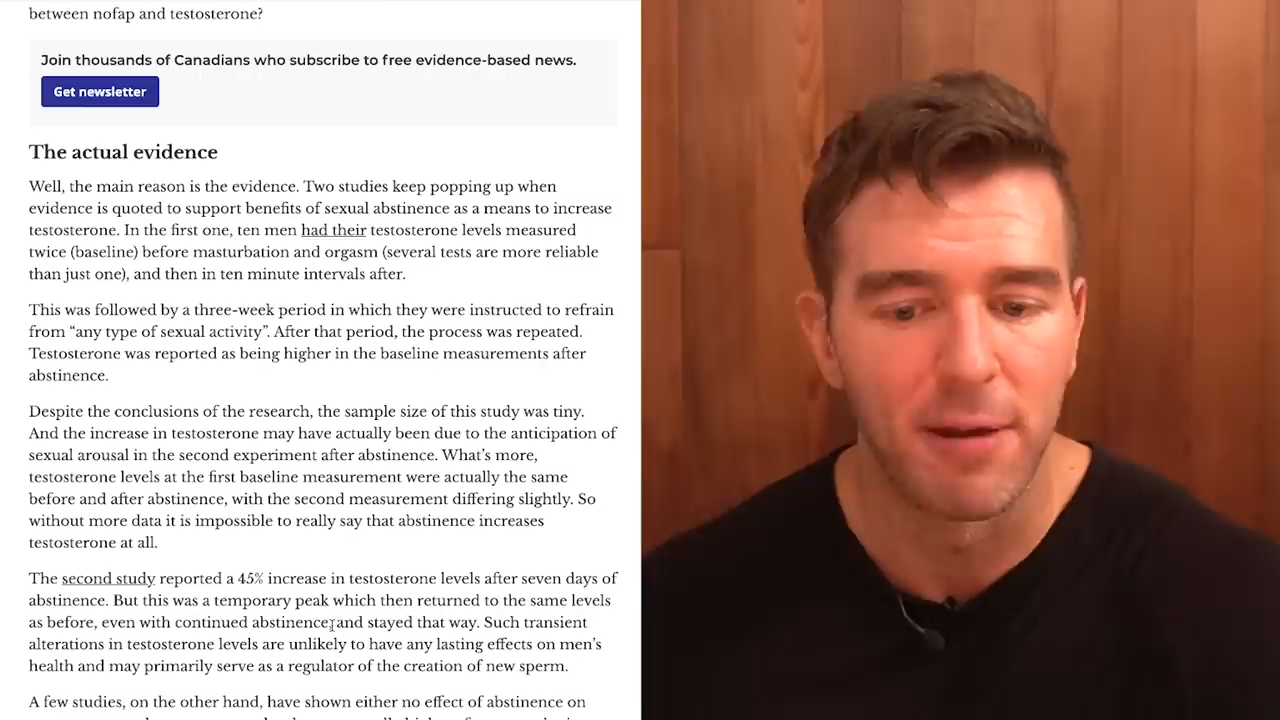 between nofap and testosterone?
Join thousands of Canadians who subscribe to free evidence-based news.
Get newsletter
The actual evidence
Well, the main reason is the evidence. Two studies keep popping up when
evidence is quoted to support benefits of sexual abstinence as a means to increase
testosterone. In the first one, ten men had their testosterone levels measured
twice (baseline) before masturbation and orgasm (several tests are more reliable
than just one), and then in ten minute intervals after.
This was followed by a three-week period in which they were instructed to refrain
from “any type of sexual activity”. After that period, the process was repeated.
Testosterone was reported as being higher in the baseline measurements after
abstinence.
Despite the conclusions of the research, the sample size of this study was tiny.
And the increase in testosterone may have actually been due to the anticipation of
sexual arousal in the second experiment after abstinence. What’s more,
testosterone levels at the first baseline measurement were actually the same
before and after abstinence, with the second measurement differing slightly. So
without more data it is impossible to really say that abstinence increases
testosterone at all.
The second study reported a 45% increase in testosterone levels after seven days of
abstinence. But this was a temporary peak which then returned to the same levels
as before, even with continued abstinence, and stayed that way. Such transient
alterations in testosterone levels are unlikely to have any lasting effects on men’s
health and may primarily serve as a regulator of the creation of new sperm.
A few studies, on the other hand, have shown either no effect of abstinence on